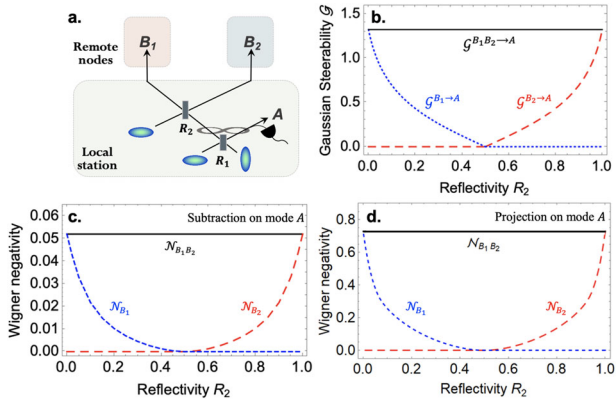 a.
Remote
nodes
B1
B2
A
R2
R1
Local
station
b.
Gaussian Steerability 𝒢
1.5
1.0
0.5
0.0
𝒢^{B1B2→A}
𝒢^{B1→A}
𝒢^{B2→A}
0.0 0.2 0.4 0.6 0.8 1.0
Reflectivity R2
c.
Subtraction on mode A
Wigner negativity
0.06
0.05
0.04
0.03
0.02
0.01
0.00
𝒩_{B1B2}
𝒩_{B1}
𝒩_{B2}
0.0 0.2 0.4 0.6 0.8 1.0
Reflectivity R2
d.
Projection on mode A
Wigner negativity
0.8
0.6
0.4
0.2
0.0
𝒩_{B1B2}
𝒩_{B1}
𝒩_{B2}
0.0 0.2 0.4 0.6 0.8 1.0
Reflectivity R2